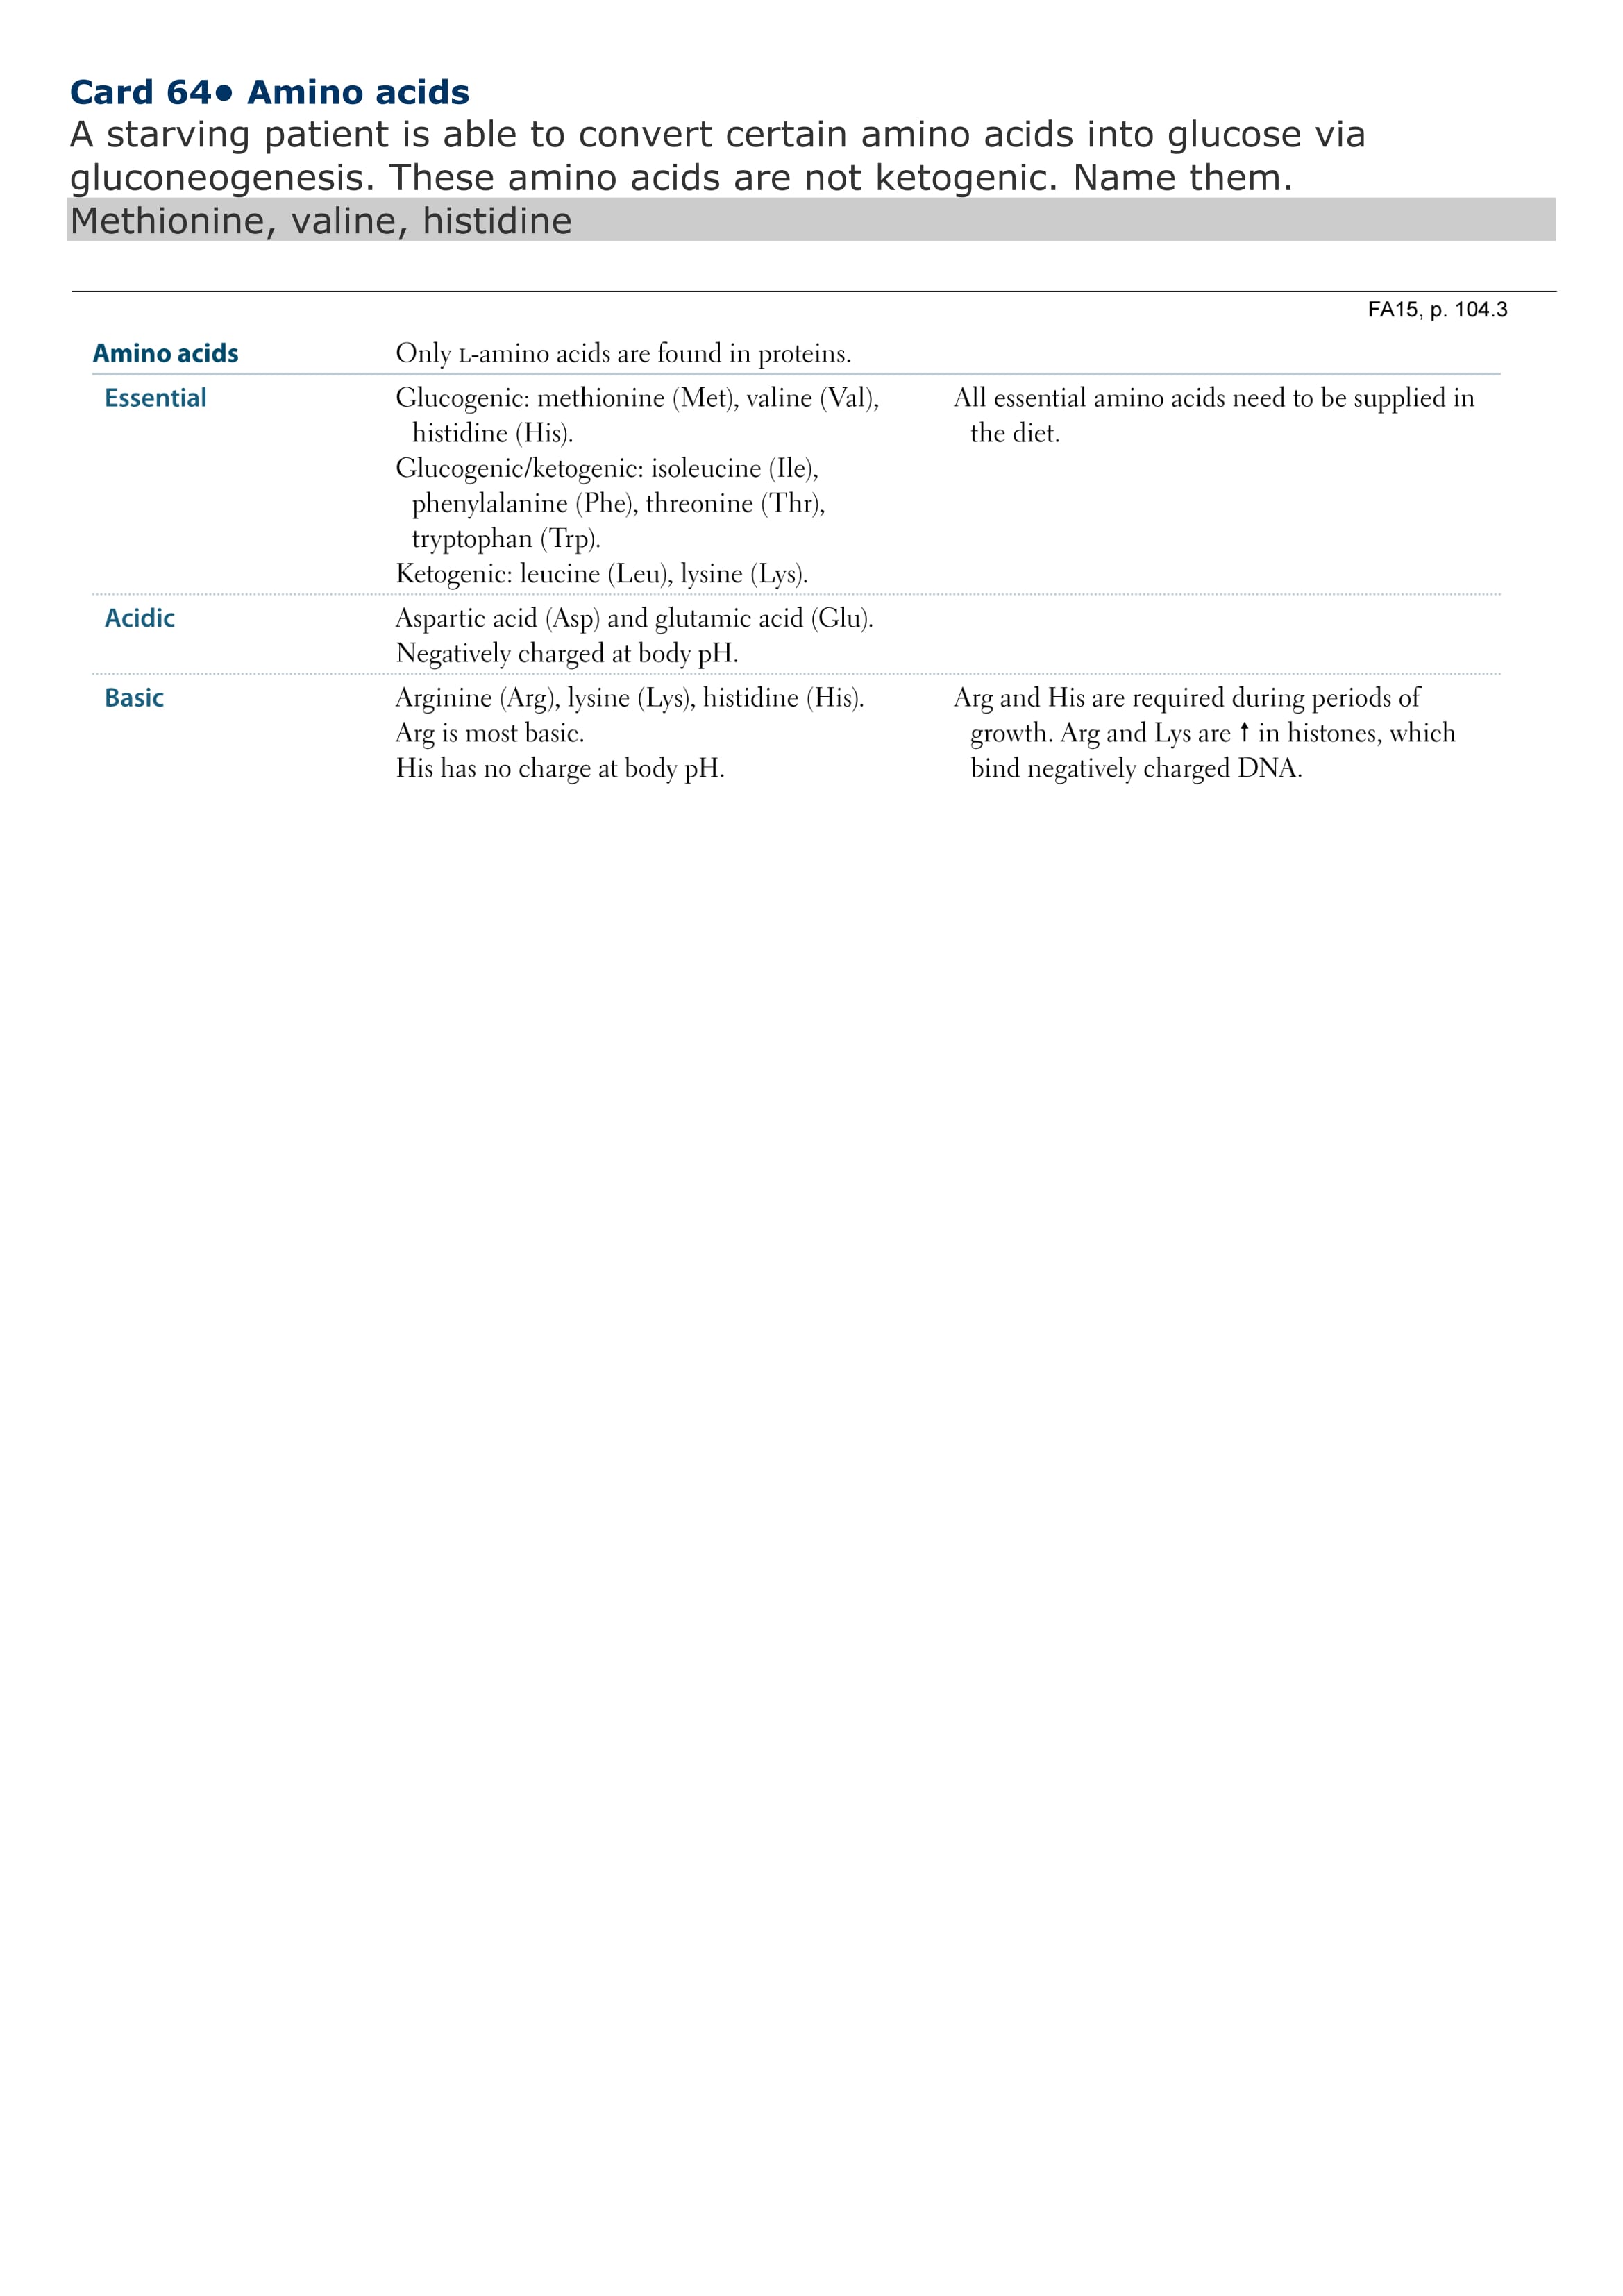 Card 64● Amino acids
A starving patient is able to convert certain amino acids into glucose via
gluconeogenesis. These amino acids are not ketogenic. Name them.
Methionine, valine, histidine
FA15, p. 104.3
Amino acids Only L-amino acids are found in proteins.
Essential Glucogenic: methionine (Met), valine (Val), All essential amino acids need to be supplied in
histidine (His). the diet.
Glucogenic/ketogenic: isoleucine (Ile),
phenylalanine (Phe), threonine (Thr),
tryptophan (Trp).
Ketogenic: leucine (Leu), lysine (Lys).
Acidic Aspartic acid (Asp) and glutamic acid (Glu).
Negatively charged at body pH.
Basic Arginine (Arg), lysine (Lys), histidine (His). Arg and His are required during periods of
Arg is most basic. growth. Arg and Lys are ↑ in histones, which
His has no charge at body pH. bind negatively charged DNA.